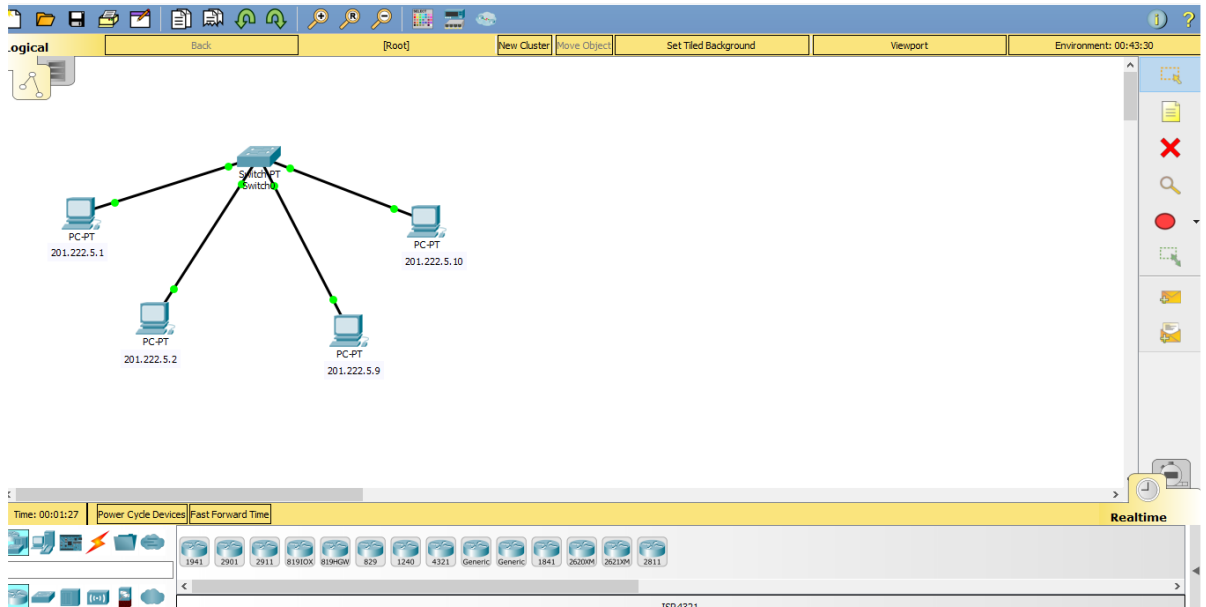 Logical
Back
[Root]
New Cluster
Move Object
Set Tiled Background
Viewport
Environment: 00:43:30
Switch-PT
Switch0
PC-PT
201.222.5.1
PC-PT
201.222.5.10
PC-PT
201.222.5.2
PC-PT
201.222.5.9
Time: 00:01:27
Power Cycle Devices
Fast Forward Time
Realtime
1941
2901
2911
819IOX
819HGW
829
1240
4321
Generic
Generic
1841
2620XM
2621XM
2811